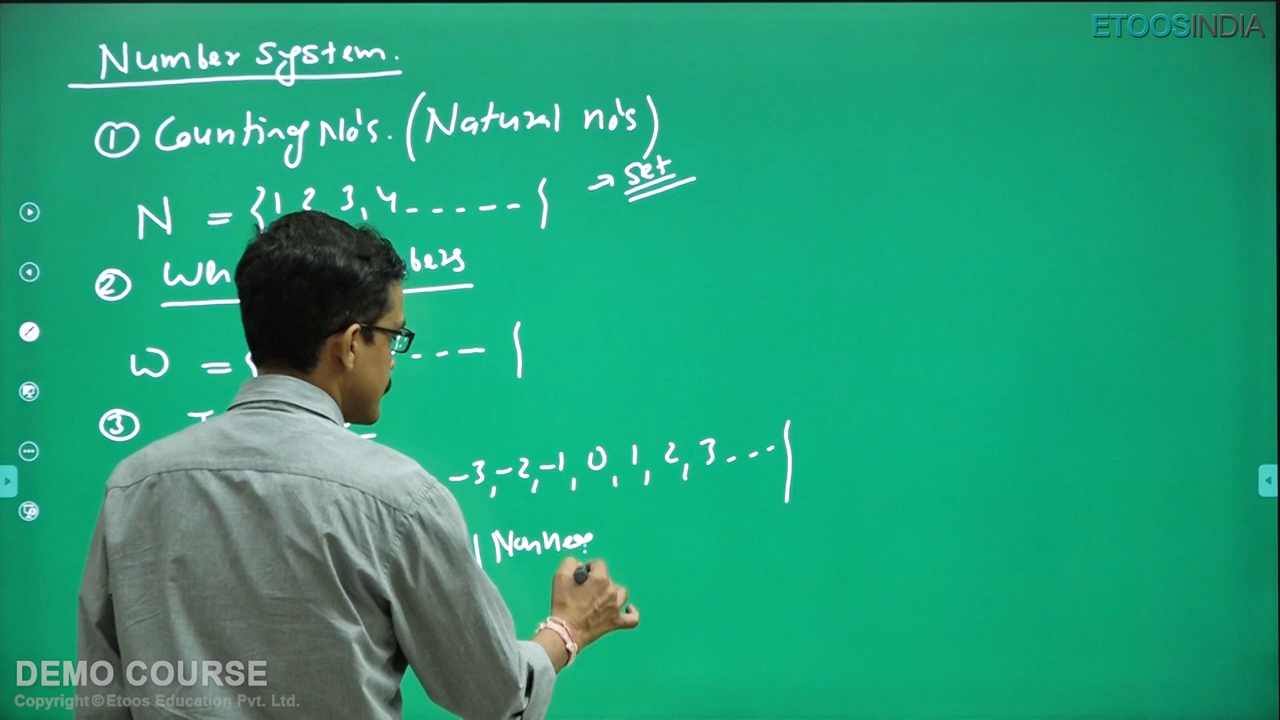 ETOOSINDIA
Number System.
① Counting No's. (Natural no's)
N = {1 2 3, 4 ------ } → Set
②
W = { ---- }
③
-3, -2, -1, 0, 1, 2, 3 --- }
DEMO COURSE
Copyright © Etoos Education Pvt. Ltd.